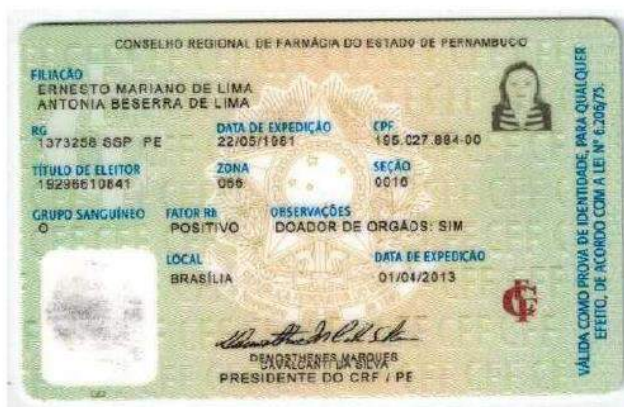 CONSELHO REGIONAL DE FARMÁCIA DO ESTADO DE PERNAMBUCO
FILIAÇÃO
ERNESTO MARIANO DE LIMA
ANTONIA BESERRA DE LIMA
RG DATA DE EXPEDIÇÃO CPF
1373256 SSP PE 22/05/1981 195.027.884-00
TÍTULO DE ELEITOR ZONA SEÇÃO
19296610841 066 0016
GRUPO SANGUÍNEO FATOR RH OBSERVAÇÕES
O POSITIVO DOADOR DE ORGÃOS: SIM
LOCAL DATA DE EXPEDIÇÃO
BRASÍLIA 01/04/2013
DEMOSTHENES MARQUES
CAVALCANTI DA SILVA
PRESIDENTE DO CRF / PE
VÁLIDA COMO PROVA DE IDENTIDADE, PARA QUALQUER
EFEITO, DE ACORDO COM A LEI Nº 6.206/75.